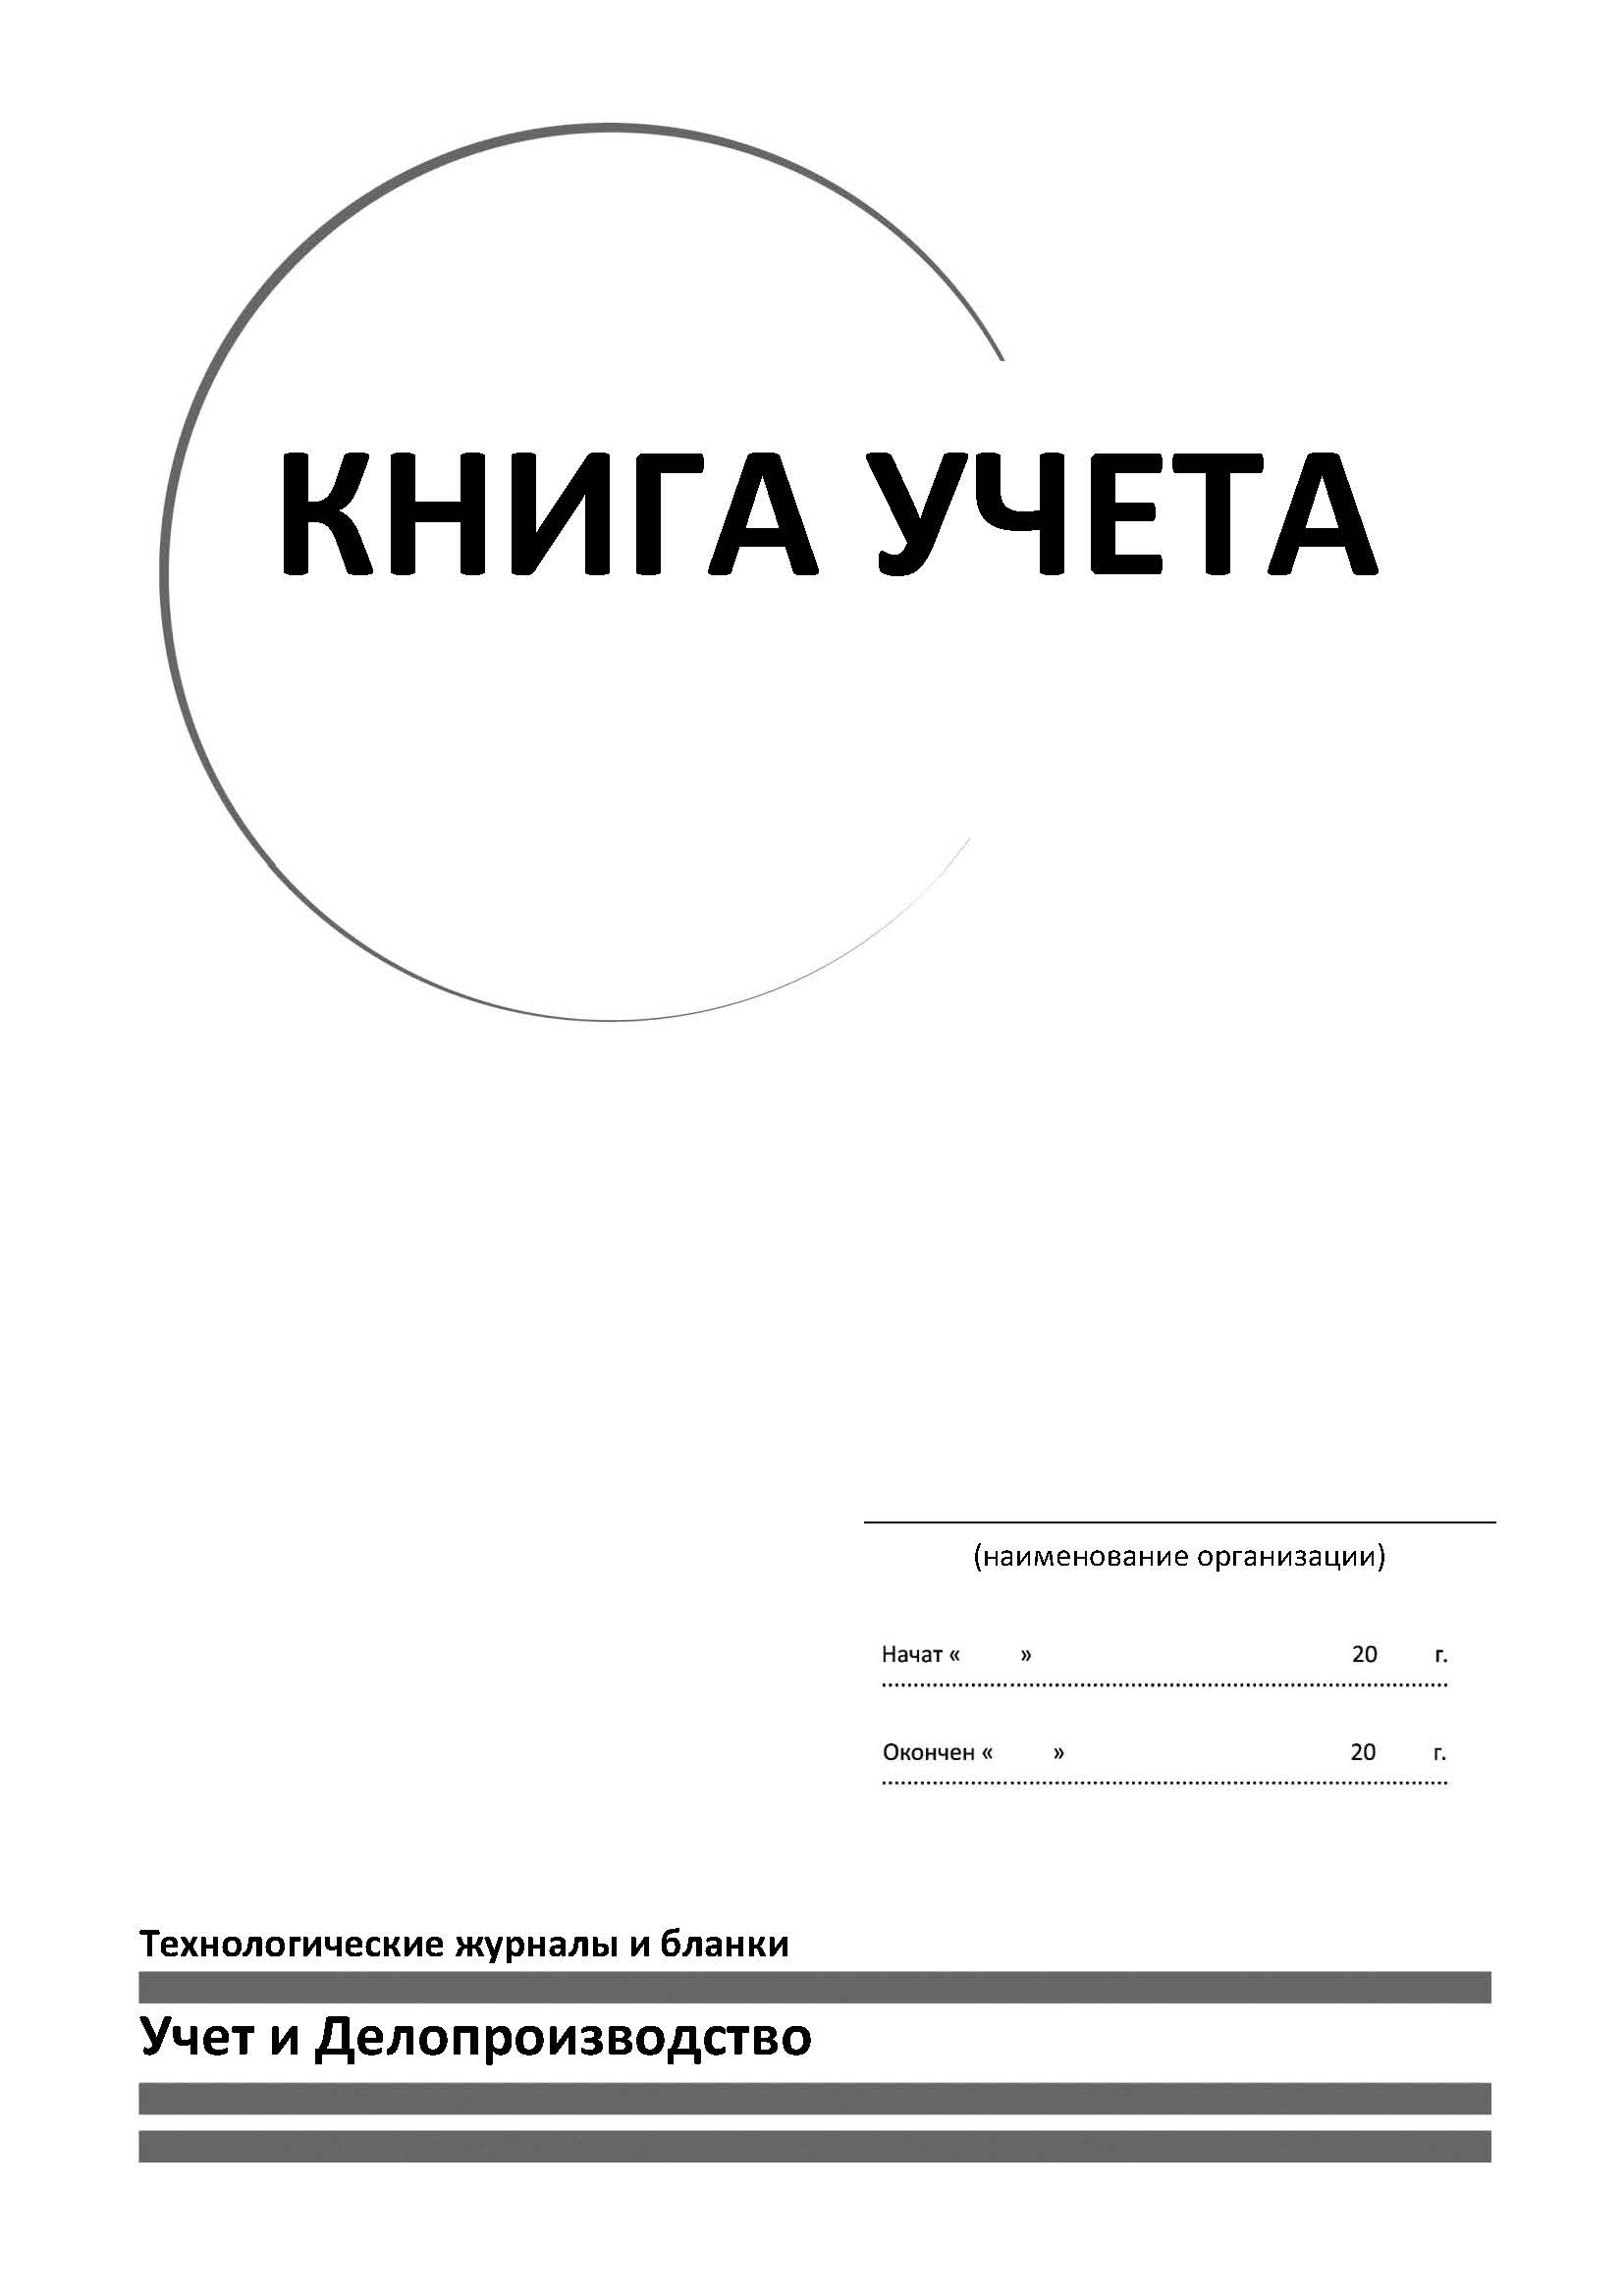 КНИГА УЧЕТА
(наименование организации)
Начат « » 20 г.
Окончен « » 20 г.
Технологические журналы и бланки
Учет и Делопроизводство